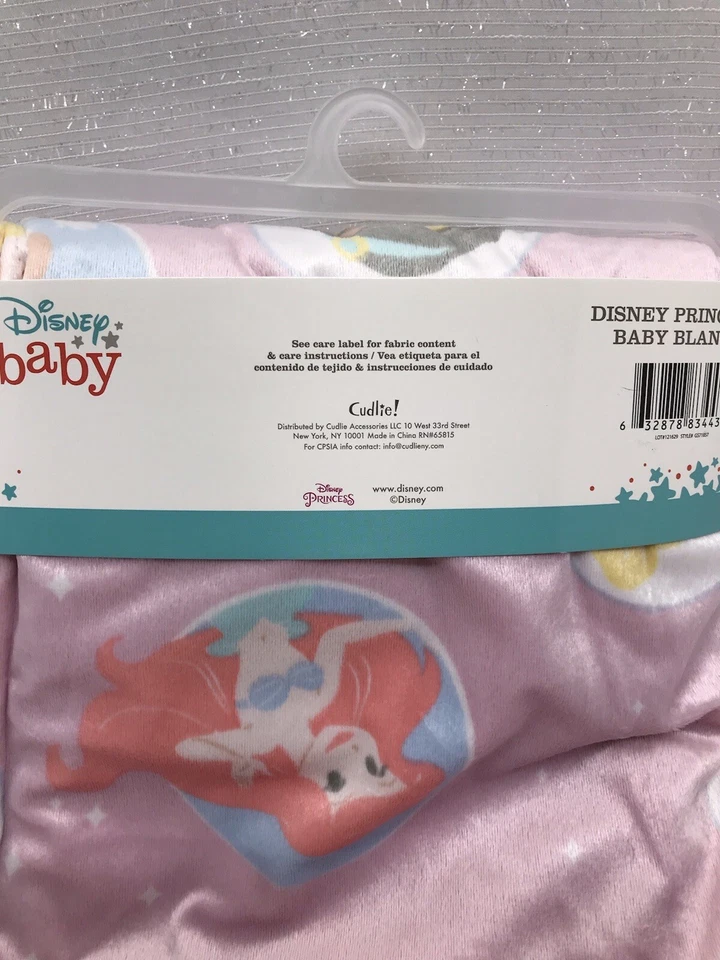 Disney
baby
See care label for fabric content
& care instructions / Vea etiqueta para el
contenido de tejido & instrucciones de cuidado
Cudlie!
Distributed by Cudlie Accessories LLC 10 West 33rd Street
New York, NY 10001 Made in China RN#65815
For CPSIA info contact: info@cudlieny.com
Disney
PRINCESS
www.disney.com
©Disney
DISNEY PRINC
BABY BLAN
6 32878 83443